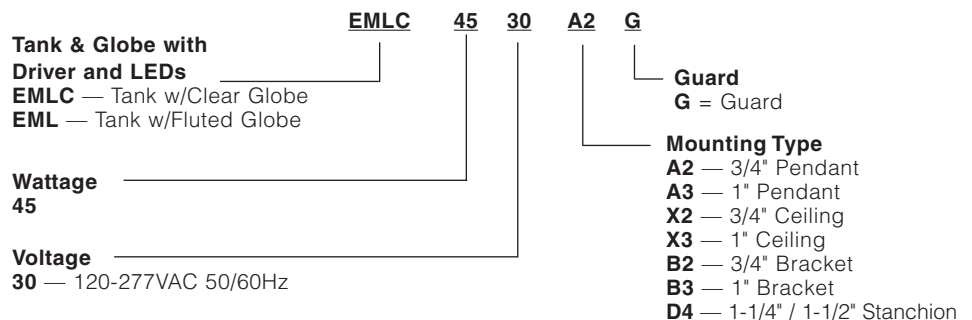 EMLC 45 30 A2 G
Tank & Globe with
Driver and LEDs
EMLC — Tank w/Clear Globe
EML — Tank w/Fluted Globe
Wattage
45
Voltage
30 — 120-277VAC 50/60Hz
Guard
G = Guard
Mounting Type
A2 — 3/4" Pendant
A3 — 1" Pendant
X2 — 3/4" Ceiling
X3 — 1" Ceiling
B2 — 3/4" Bracket
B3 — 1" Bracket
D4 — 1-1/4" / 1-1/2" Stanchion